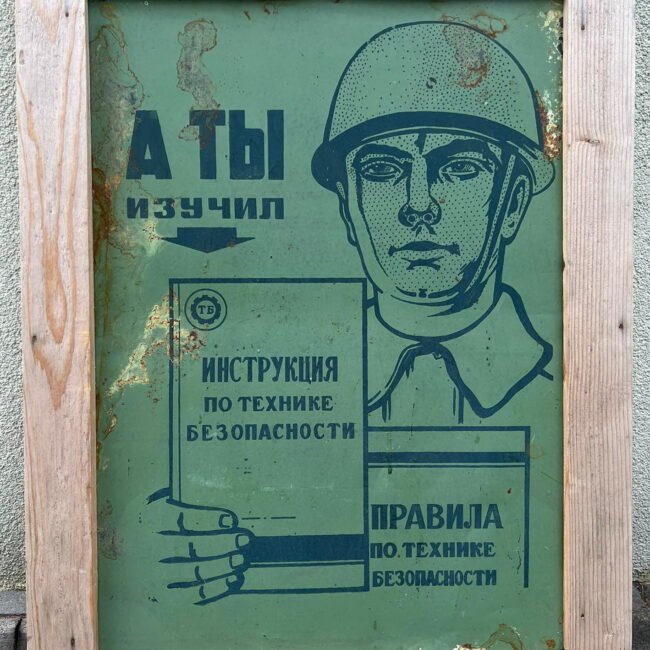 А ТЫ
ИЗУЧИЛ
ТБ
ИНСТРУКЦИЯ
ПО ТЕХНИКЕ
БЕЗОПАСНОСТИ
ПРАВИЛА
ПО ТЕХНИКЕ
БЕЗОПАСНОСТИ